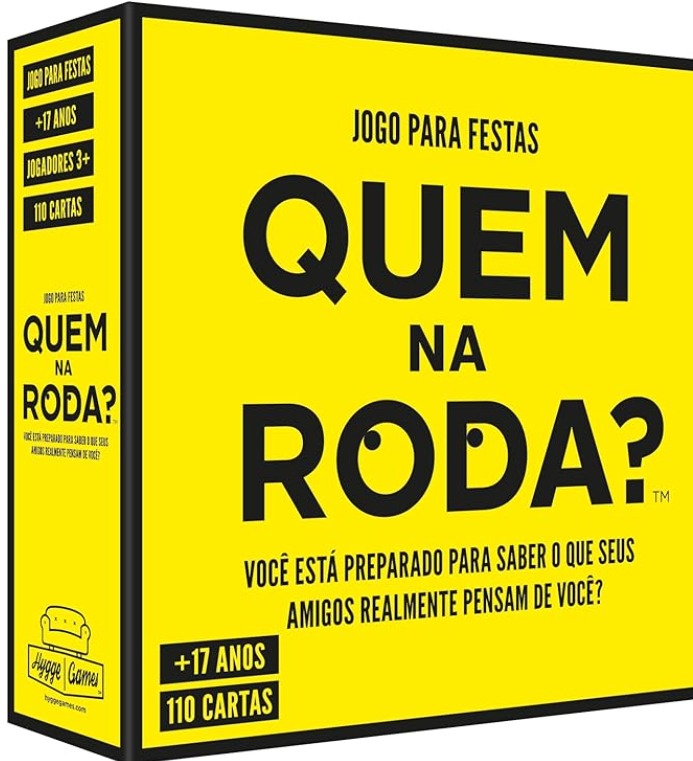 JOGO PARA FESTAS
+17 ANOS
JOGADORES 3+
110 CARTAS
JOGO PARA FESTAS
QUEM
NA
RODA?
TM
VOCÊ ESTÁ PREPARADO PARA SABER O QUE SEUS
AMIGOS REALMENTE PENSAM DE VOCÊ?
Hygge Games
hyggegames.com
JOGO PARA FESTAS
QUEM
NA
RODA?
TM
VOCÊ ESTÁ PREPARADO PARA SABER O QUE SEUS
AMIGOS REALMENTE PENSAM DE VOCÊ?
+17 ANOS
110 CARTAS